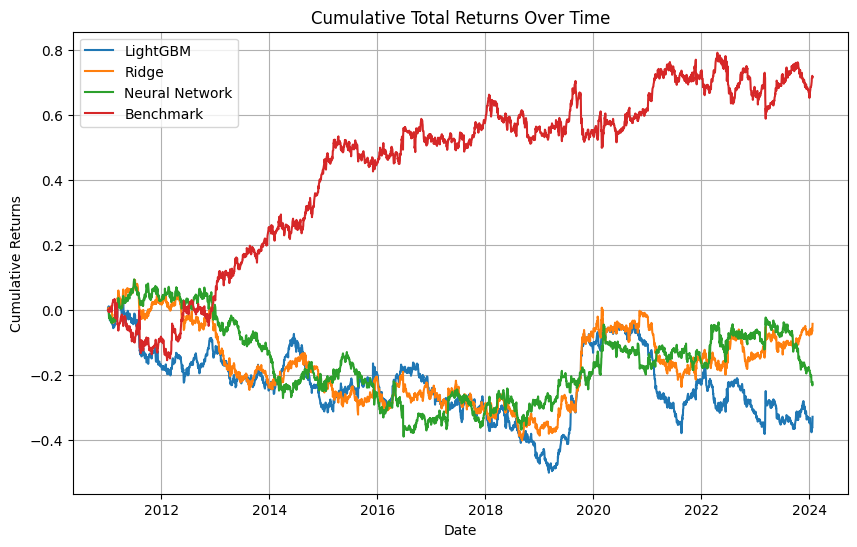 Cumulative Total Returns Over Time
LightGBM
Ridge
Neural Network
Benchmark
Cumulative Returns
0.8
0.6
0.4
0.2
0.0
−0.2
−0.4
2012 2014 2016 2018 2020 2022 2024
Date